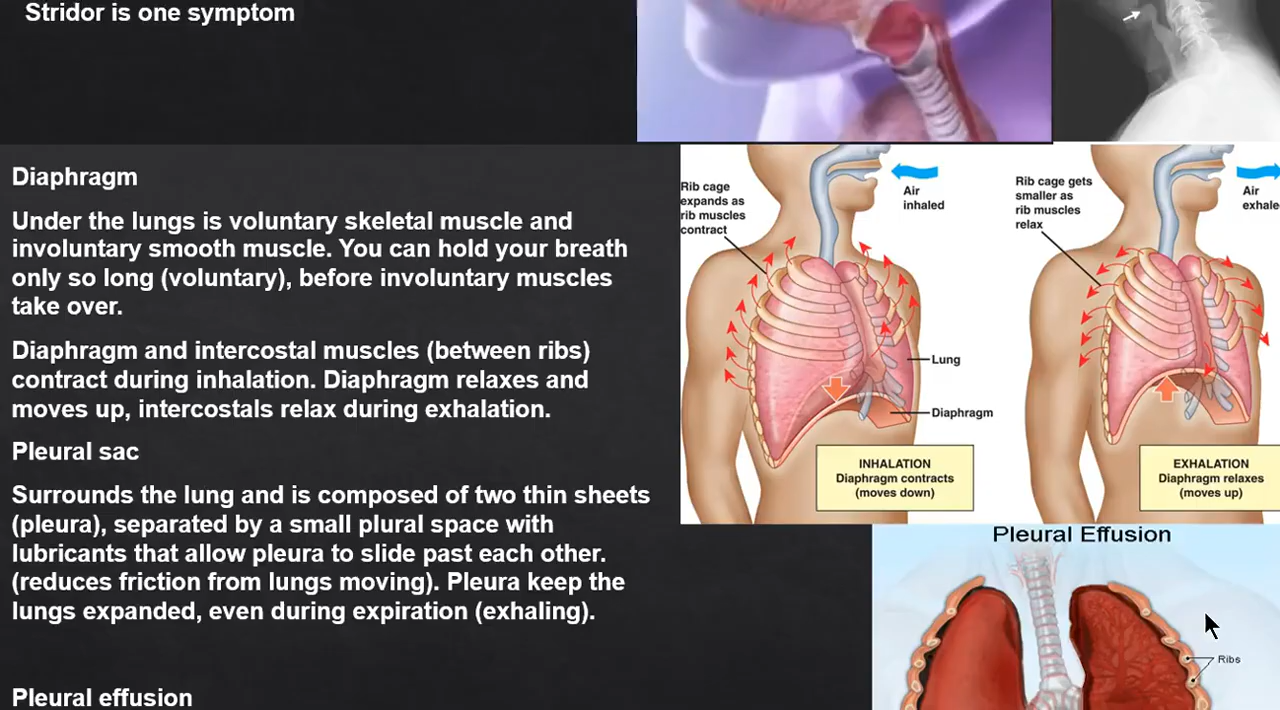 Stridor is one symptom
Diaphragm
Under the lungs is voluntary skeletal muscle and
involuntary smooth muscle. You can hold your breath
only so long (voluntary), before involuntary muscles
take over.
Diaphragm and intercostal muscles (between ribs)
contract during inhalation. Diaphragm relaxes and
moves up, intercostals relax during exhalation.
Pleural sac
Surrounds the lung and is composed of two thin sheets
(pleura), separated by a small plural space with
lubricants that allow pleura to slide past each other.
(reduces friction from lungs moving). Pleura keep the
lungs expanded, even during expiration (exhaling).
Pleural effusion
Rib cage
expands as
rib muscles
contract
Air
inhaled
Lung
Diaphragm
INHALATION
Diaphragm contracts
(moves down)
Rib cage gets
smaller as
rib muscles
relax
Air
exhale
EXHALATION
Diaphragm relaxes
(moves up)
Pleural Effusion
Ribs